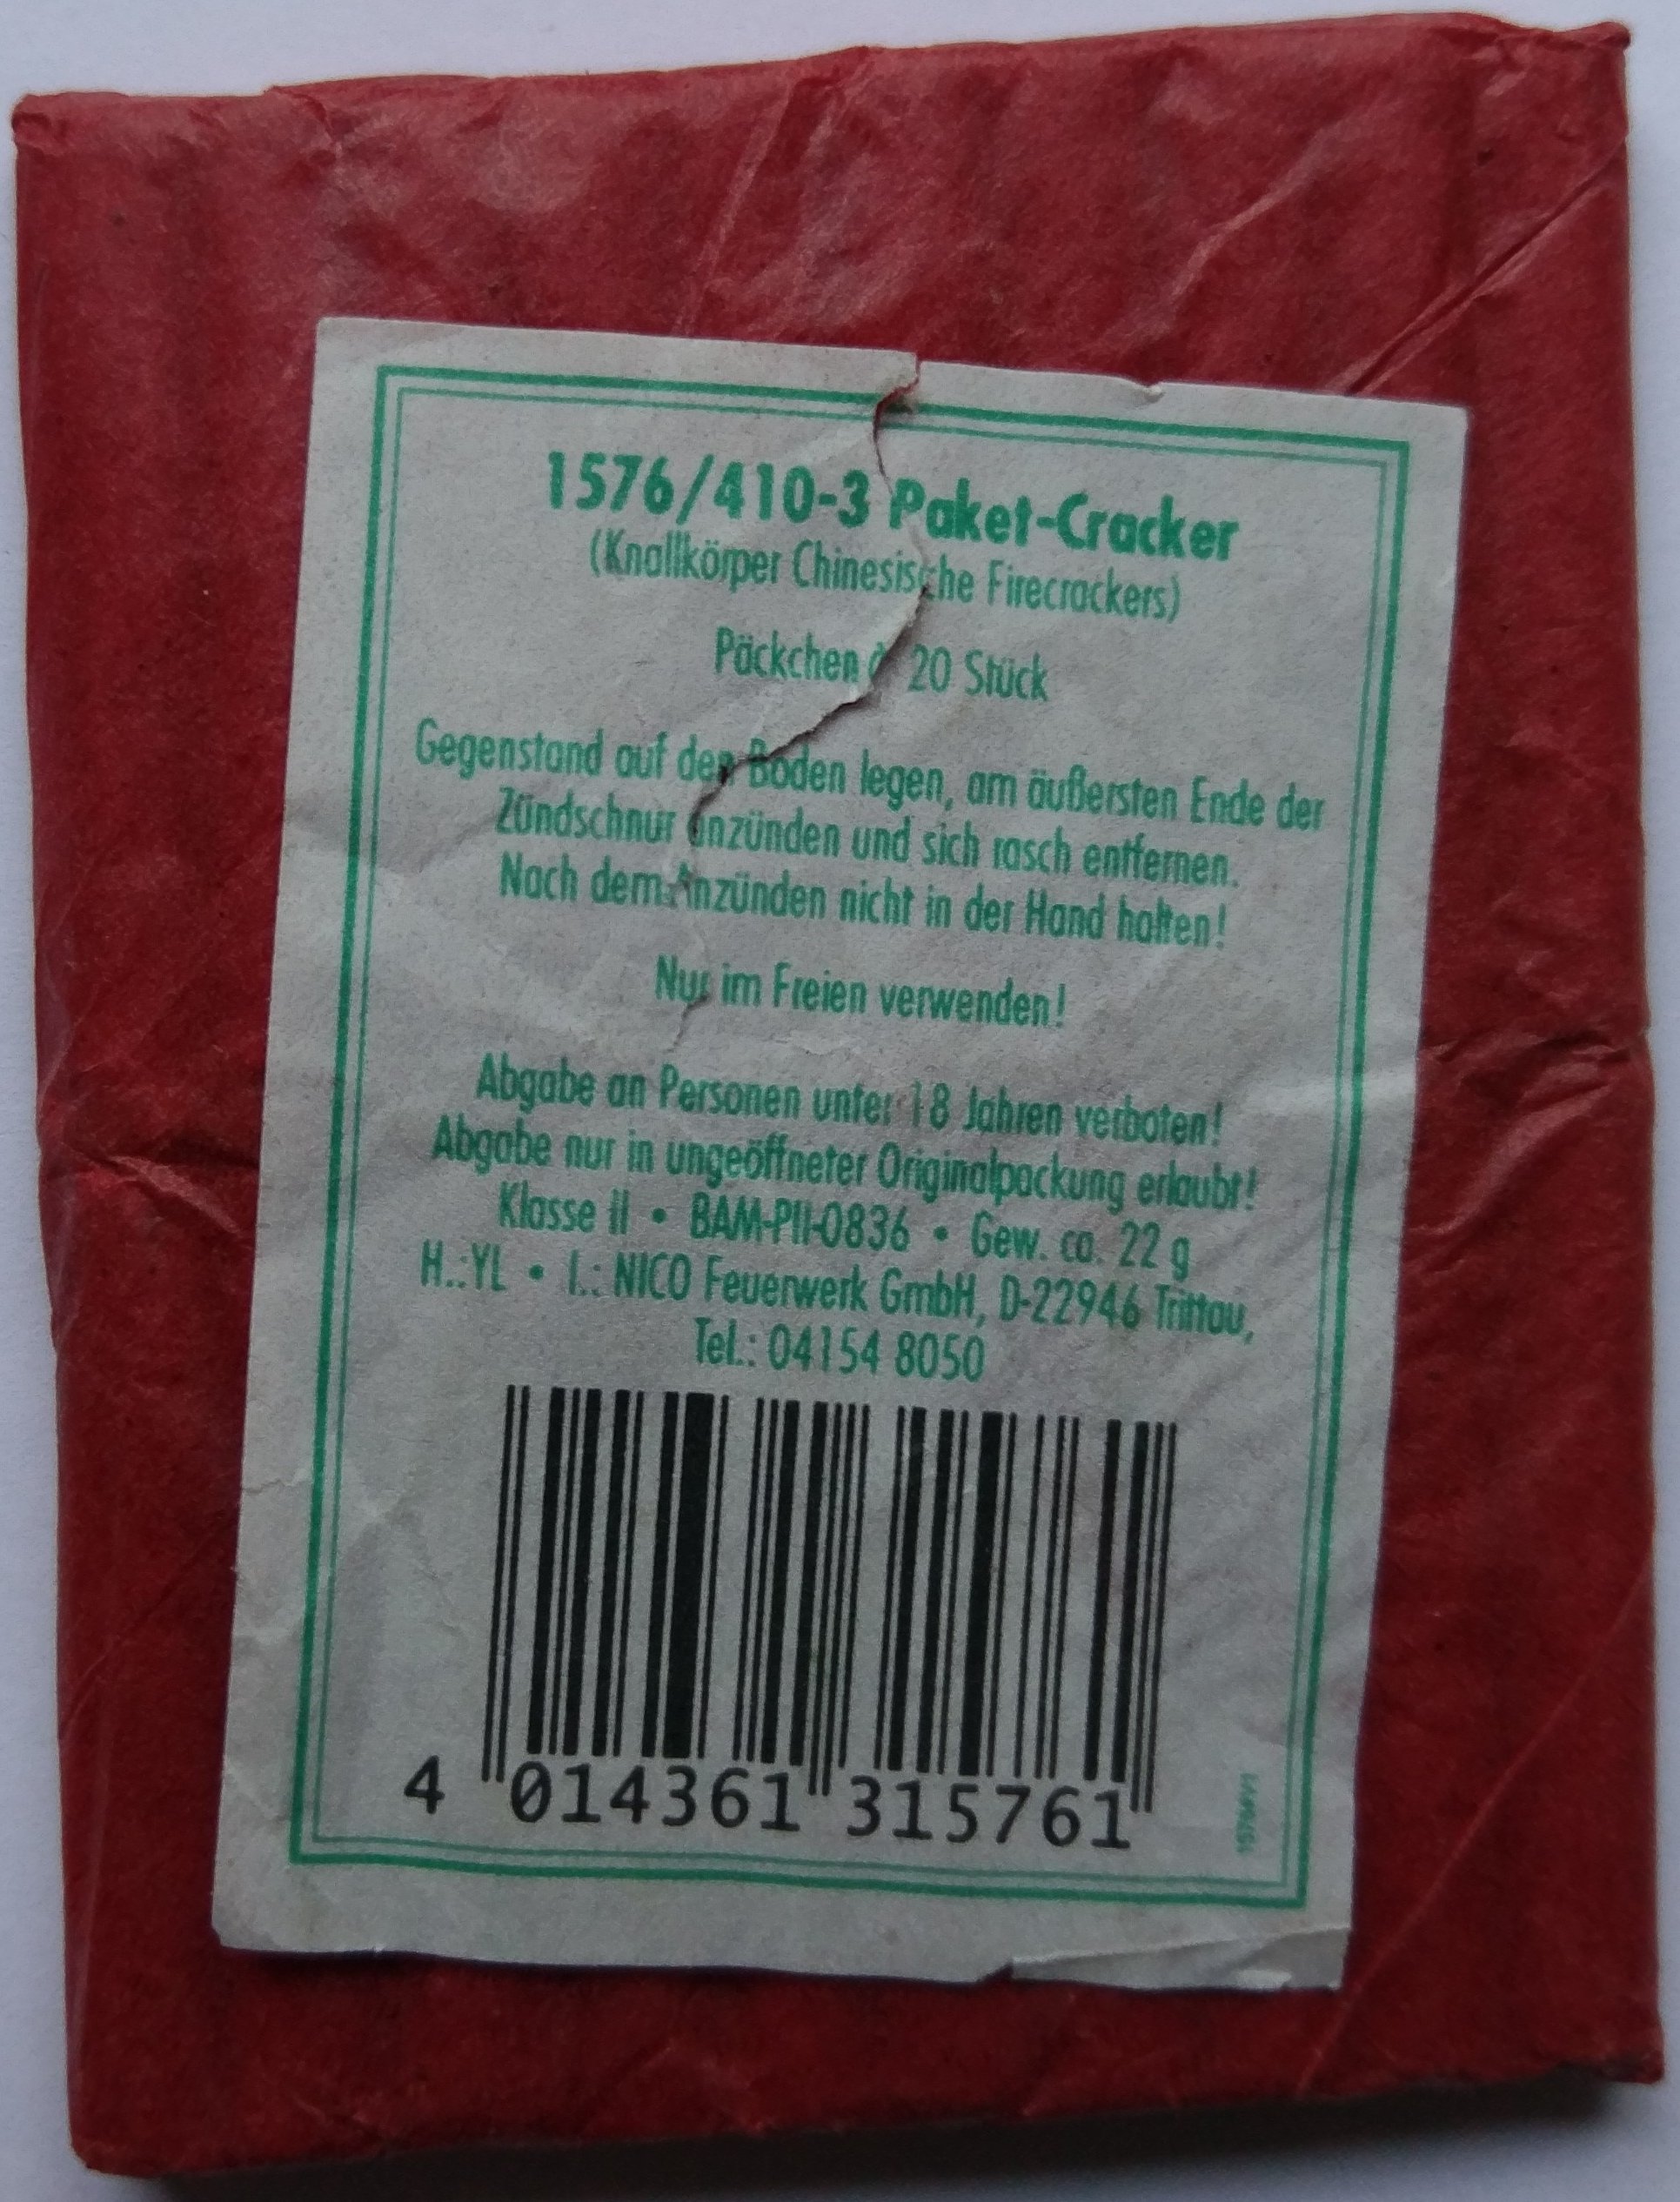 1576/410-3 Paket-Cracker
(Knallkörper Chinesische Firecrackers)
Päckchen à 20 Stück
Gegenstand auf den Boden legen, am äußersten Ende der
Zündschnur anzünden und sich rasch entfernen.
Nach dem Anzünden nicht in der Hand halten!
Nur im Freien verwenden!
Abgabe an Personen unter 18 Jahren verboten!
Abgabe nur in ungeöffneter Originalpackung erlaubt!
Klasse II • BAM-PII-0836 • Gew. ca. 22 g
H.:YL • I.: NICO Feuerwerk GmbH, D-22946 Trittau,
Tel.: 04154 8050
4 014361 315761